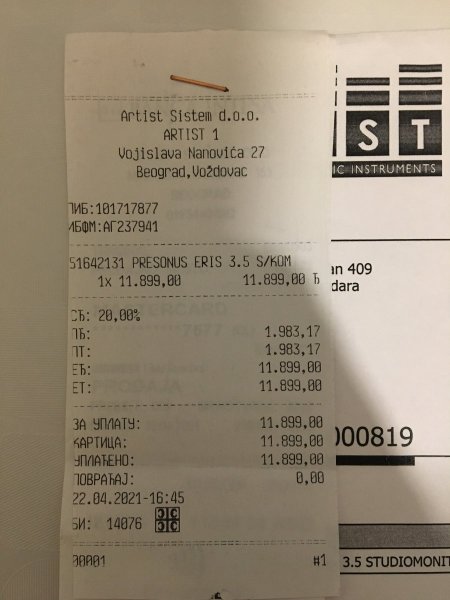 Artist Sistem d.o.o.
ARTIST 1
Vojislava Nanovića 27
Beograd,Voždovac
ПИБ:101717877
ИБФМ:АГ237941
51642131 PRESONUS ERIS 3.5 S/KOM
1x 11.899,00 11.899,00 Ђ
СЂ: 20,00%
ПЂ: 1.983,17
ПТ: 1.983,17
ЕЂ: 11.899,00
ЕТ: 11.899,00
ЗА УПЛАТУ: 11.899,00
КАРТИЦА: 11.899,00
УПЛАЋЕНО: 11.899,00
ПОВРАЋАЈ: 0,00
22.04.2021-16:45
БИ: 14076
00001 #1
ST
IC INSTRUMENTS
an 409
dara
000819
3.5 STUDIOMONIT